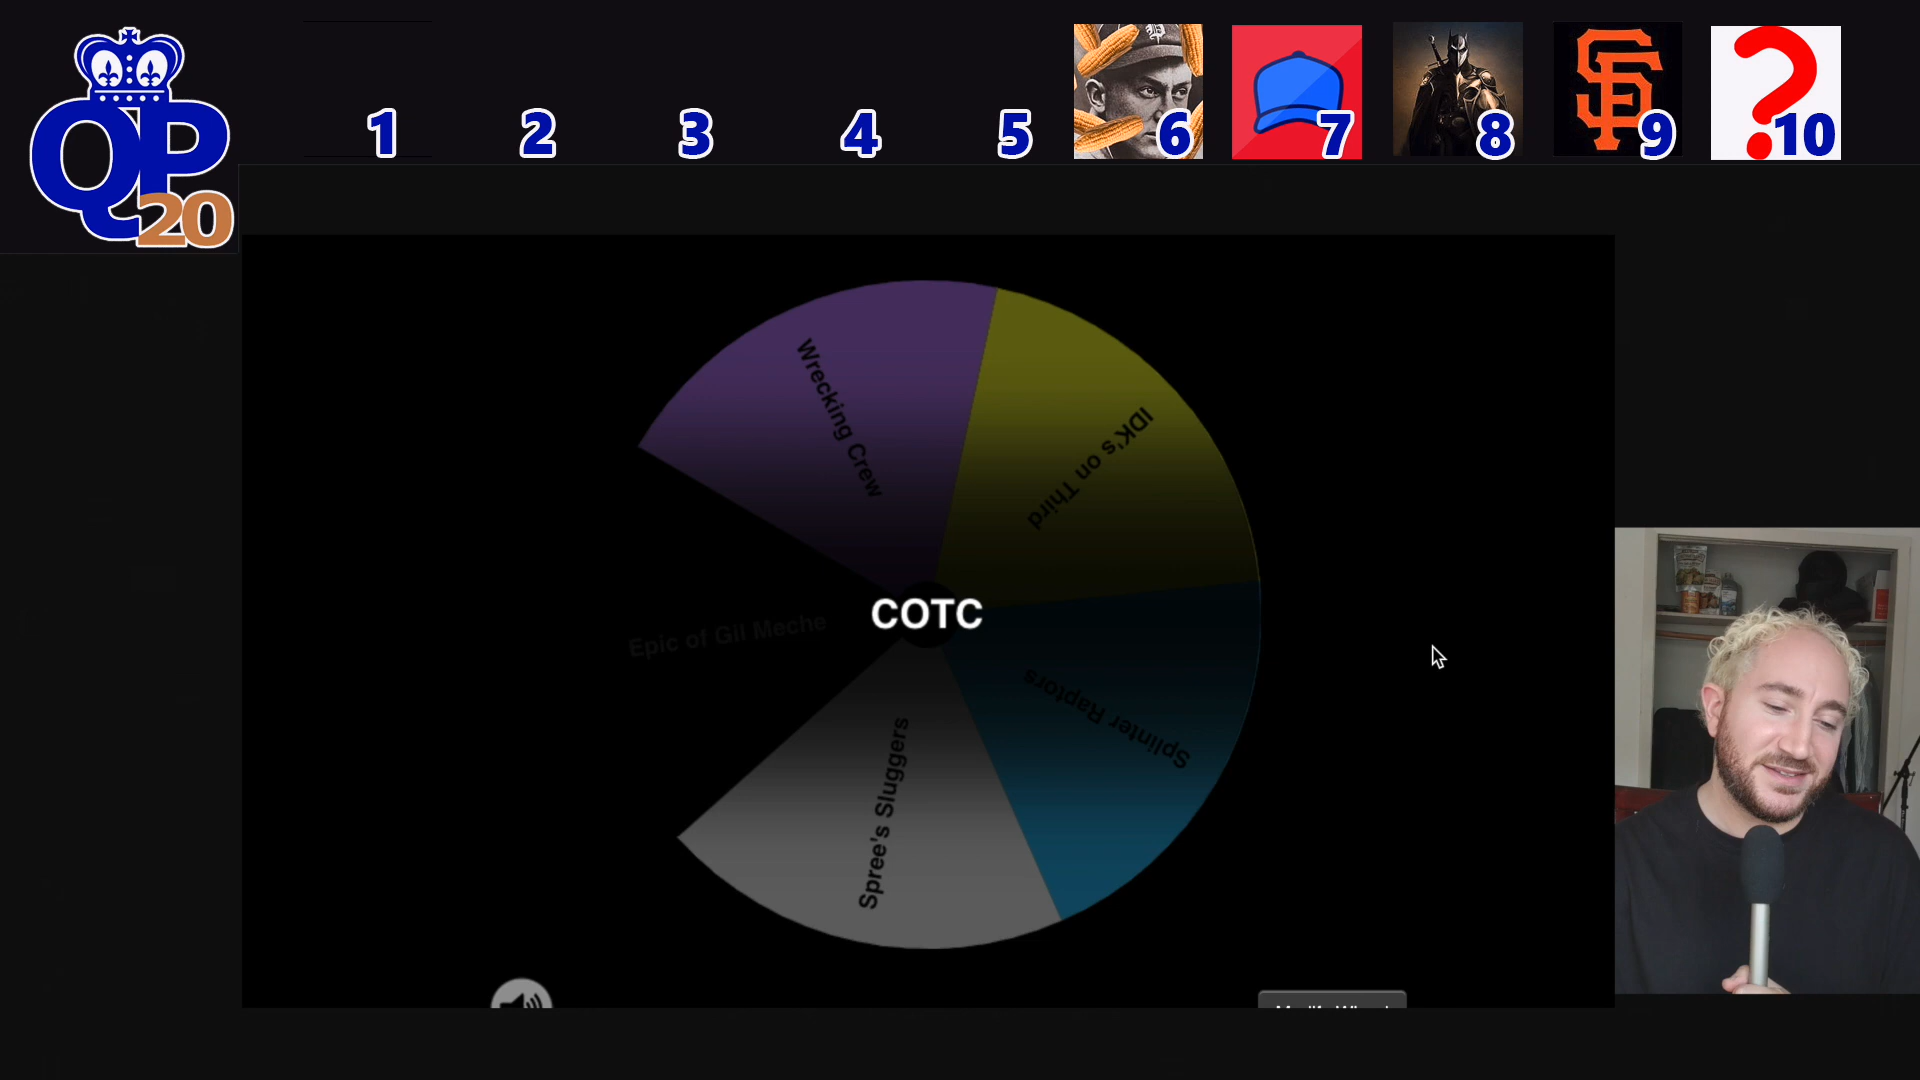 QP
20
1
2
3
4
5
6
7
8
9
10
Wrecking Crew
IDK's on Third
Epic of Gil Meche
COTC
Splinter Raptors
Spree's Sluggers